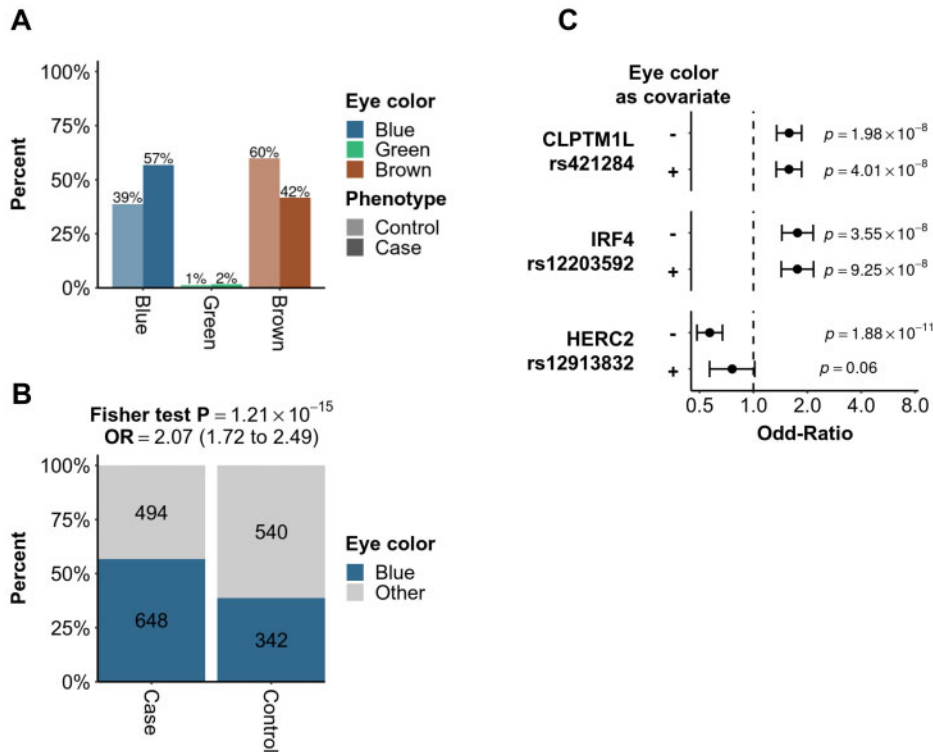 A
100%
75%
50%
25%
0%
Percent
39%
57%
1%
2%
60%
42%
Blue
Green
Brown
Eye color
Blue
Green
Brown
Phenotype
Control
Case
B
Fisher test P = 1.21 × 10⁻¹⁵
OR = 2.07 (1.72 to 2.49)
100%
75%
50%
25%
0%
Percent
494
648
540
342
Case
Control
Eye color
Blue
Other
C
Eye color
as covariate
CLPTM1L
rs421284
-
+
p = 1.98 × 10⁻⁸
p = 4.01 × 10⁻⁸
IRF4
rs12203592
-
+
p = 3.55 × 10⁻⁸
p = 9.25 × 10⁻⁸
HERC2
rs12913832
-
+
p = 1.88 × 10⁻¹¹
p = 0.06
0.5 1.0 2.0 4.0 8.0
Odd-Ratio